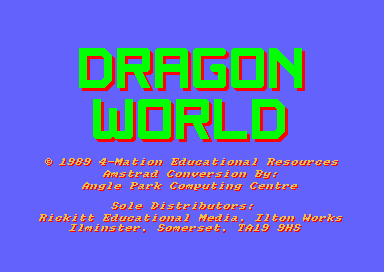 DRAGON
WORLD
© 1989 4-Mation Educational Resources
Amstrad Conversion By:
Angle Park Computing Centre
Sole Distributors:
Rickitt Educational Media, Ilton Works
Ilminster, Somerset, TA19 9HS